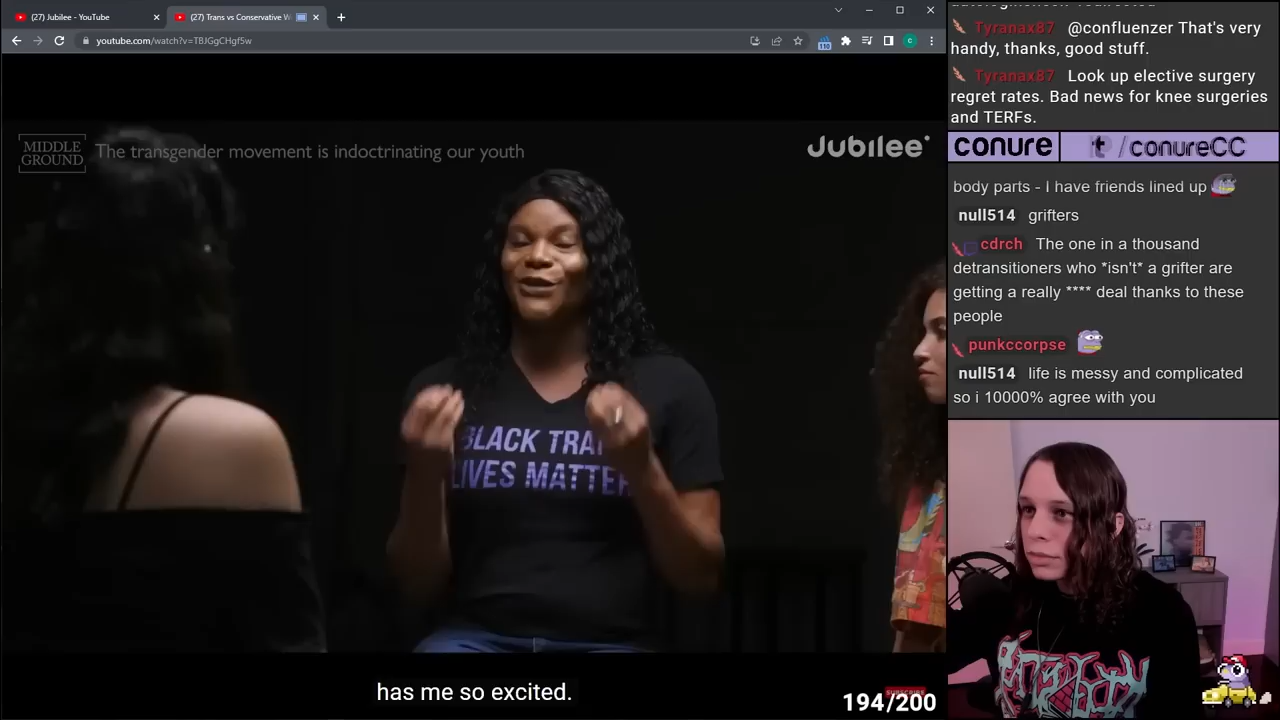 (27) Jubilee - YouTube
(27) Trans vs Conservative W
youtube.com/watch?v=TBJGgCHgf5w
MIDDLE
GROUND
The transgender movement is indoctrinating our youth
Jubilee
BLACK TRA
LIVES MATTER
has me so excited.
SUBSCRIBE
194/200
Tyranax87 @confluenzer That's very
handy, thanks, good stuff.
Tyranax87 Look up elective surgery
regret rates. Bad news for knee surgeries
and TERFs.
conure
/conureCC
body parts - I have friends lined up
null514 grifters
cdrch The one in a thousand
detransitioners who *isn't* a grifter are
getting a really **** deal thanks to these
people
punkccorpse
null514 life is messy and complicated
so i 10000% agree with you